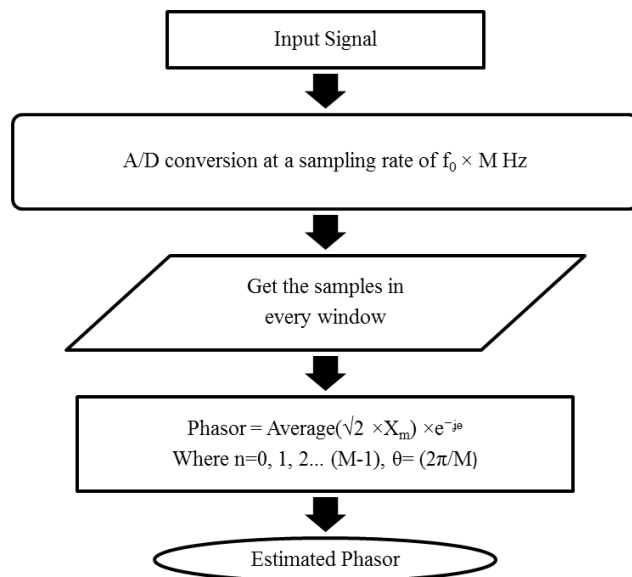 Input Signal
A/D conversion at a sampling rate of f₀ × M Hz
Get the samples in
every window
Phasor = Average(√2 ×Xₘ) ×e⁻ʲᶿ
Where n=0, 1, 2... (M-1), θ= (2π/M)
Estimated Phasor